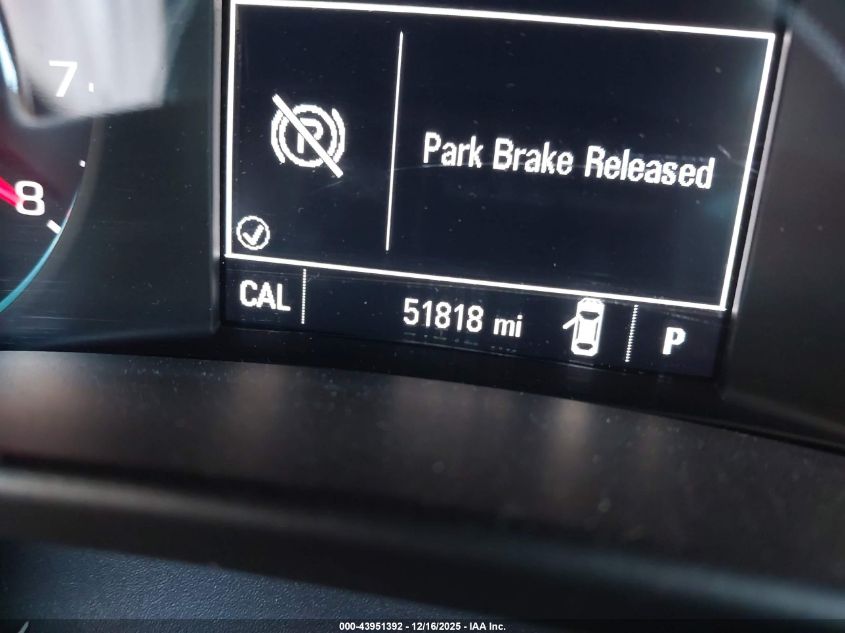 7
8
P
Park Brake Released
CAL
51818 mi
P
000-43951392 - 12/16/2025 - IAA Inc.